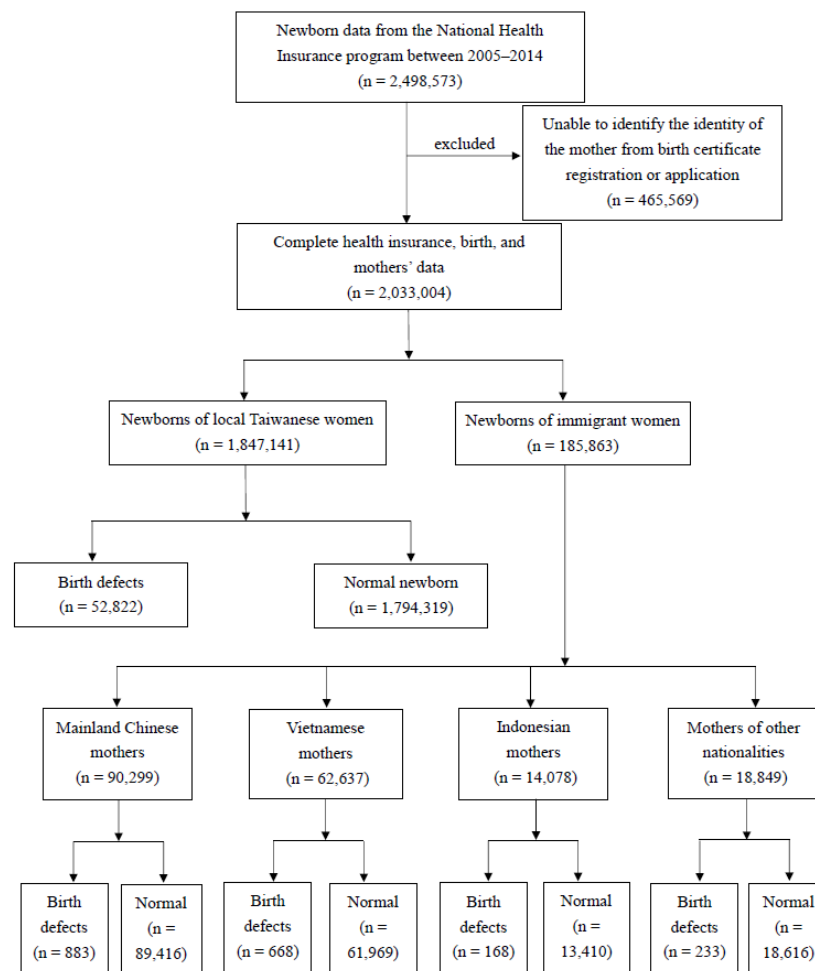 Newborn data from the National Health
Insurance program between 2005–2014
(n = 2,498,573)
excluded
Unable to identify the identity of
the mother from birth certificate
registration or application
(n = 465,569)
Complete health insurance, birth, and
mothers’ data
(n = 2,033,004)
Newborns of local Taiwanese women
(n = 1,847,141)
Newborns of immigrant women
(n = 185,863)
Birth defects
(n = 52,822)
Normal newborn
(n = 1,794,319)
Mainland Chinese
mothers
(n = 90,299)
Vietnamese
mothers
(n = 62,637)
Indonesian
mothers
(n = 14,078)
Mothers of other
nationalities
(n = 18,849)
Birth
defects
(n = 883)
Normal
(n =
89,416)
Birth
defects
(n = 668)
Normal
(n =
61,969)
Birth
defects
(n = 168)
Normal
(n =
13,410)
Birth
defects
(n = 233)
Normal
(n =
18,616)